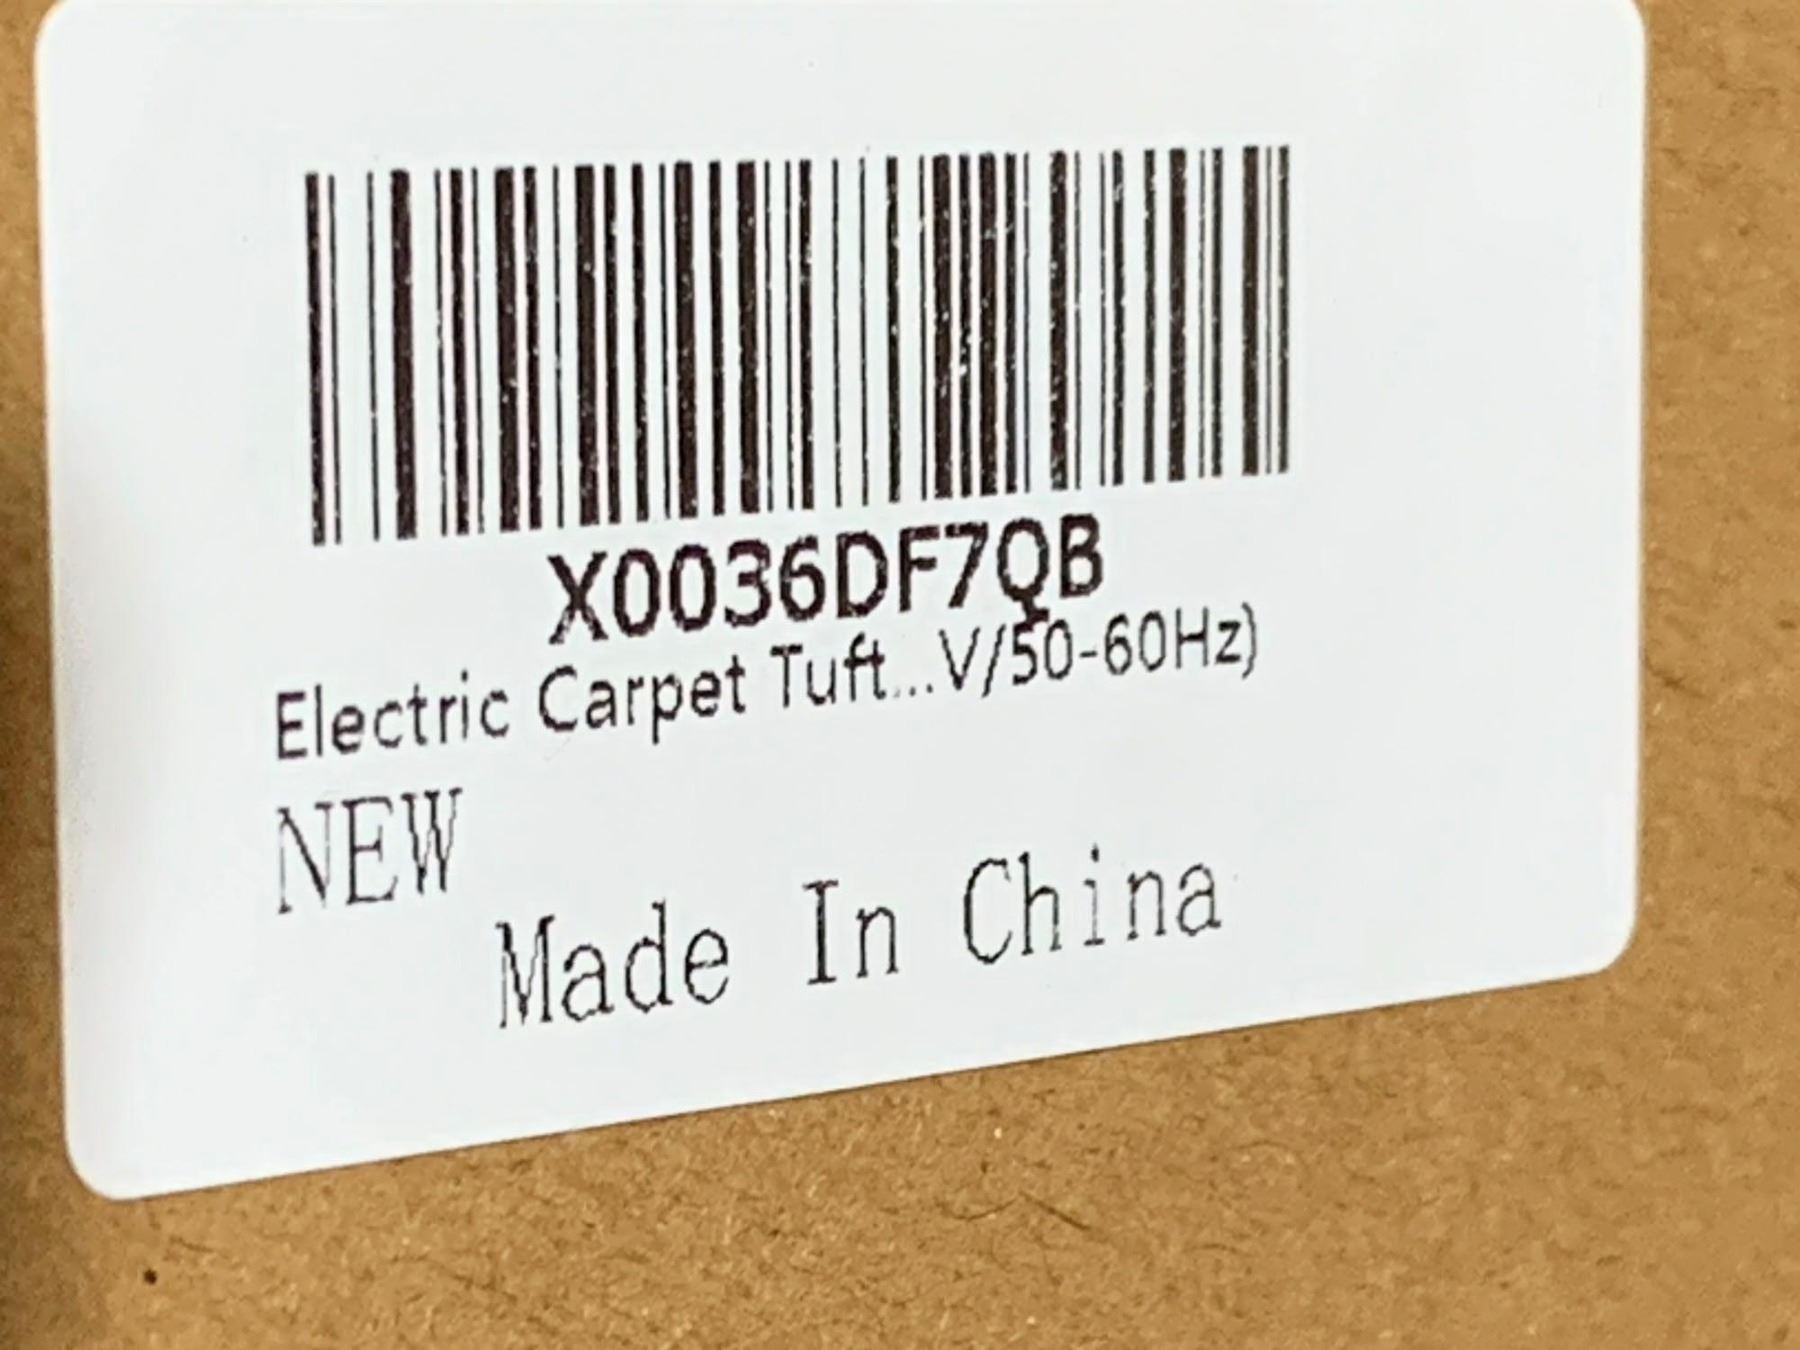 X0036DF7QB
Electric Carpet Tuft...V/50-60Hz)
NEW
Made In China